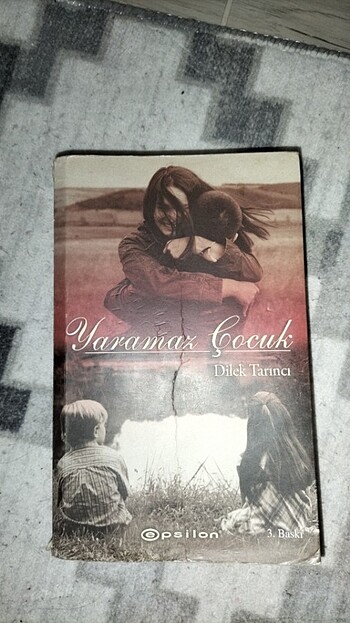 Yaramaz Çocuk
Dilek Tarıncı
epsilon
3. Baskı